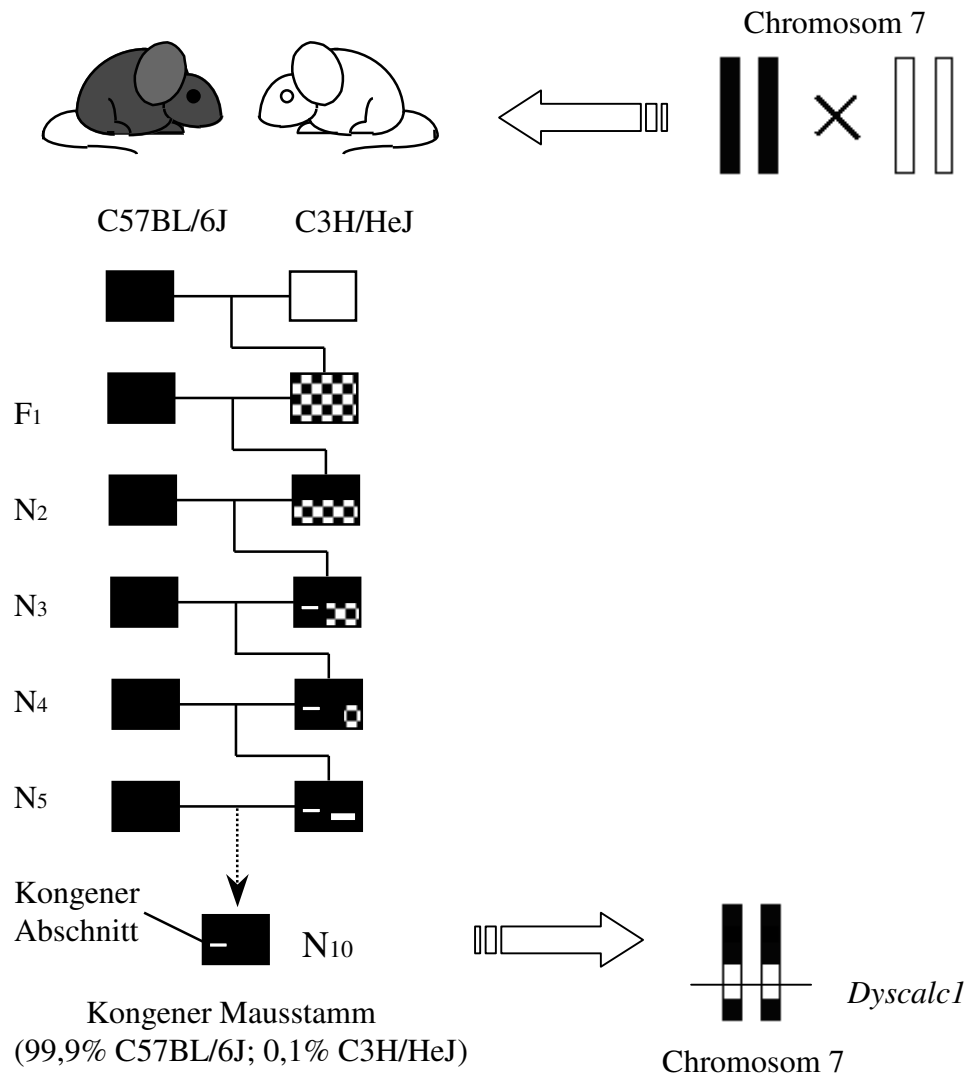 Chromosom 7
C57BL/6J
C3H/HeJ
F1
N2
N3
N4
N5
Kongener
Abschnitt
N10
Kongener Mausstamm
(99,9% C57BL/6J; 0,1% C3H/HeJ)
Dyscalc1
Chromosom 7